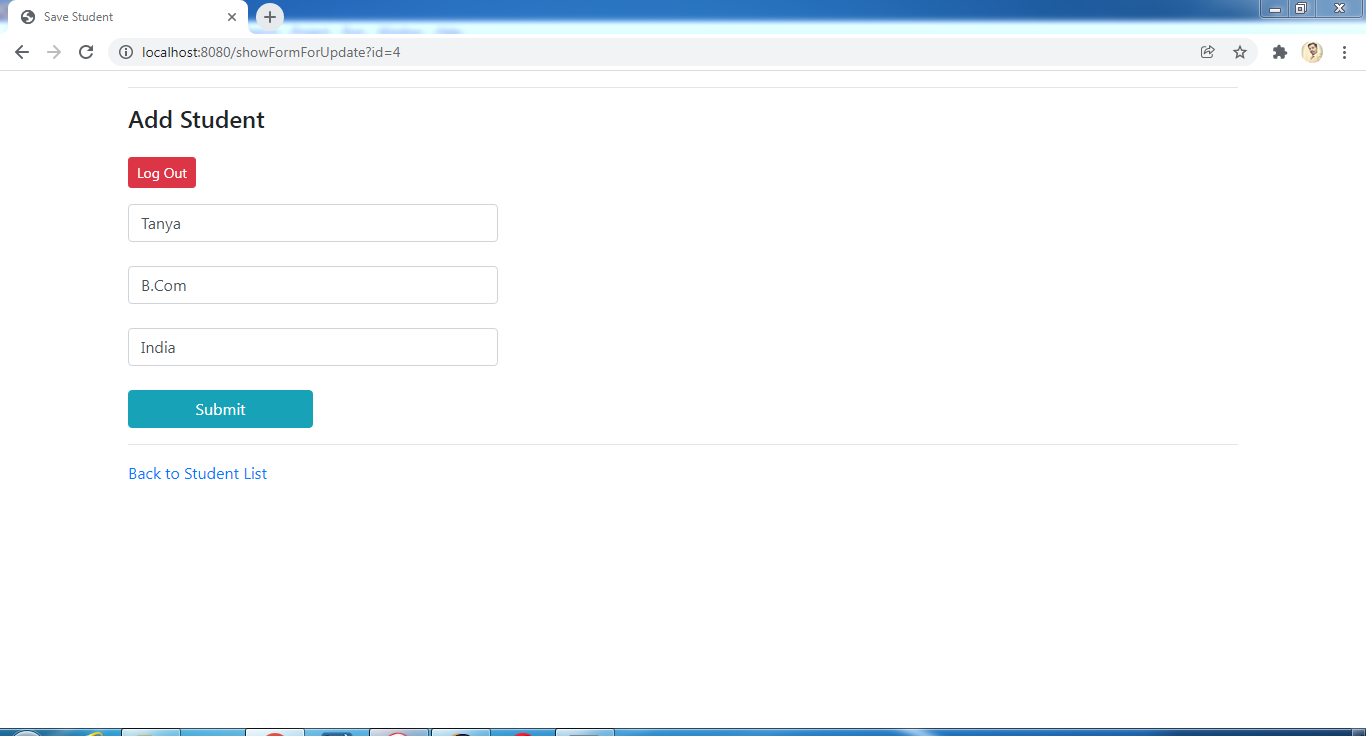 Save Student
localhost:8080/showFormForUpdate?id=4
Add Student
Log Out
Tanya
B.Com
India
Submit
Back to Student List